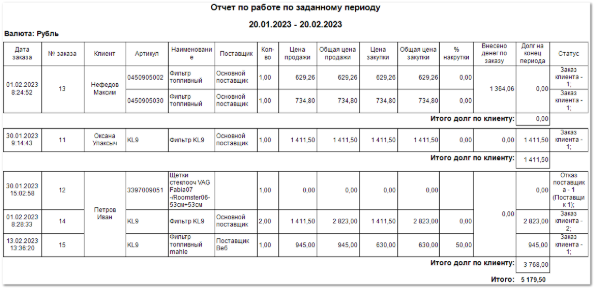 Отчет по работе по заданному периоду
20.01.2023 - 20.02.2023
Валюта: Рубль
Дата заказа № заказа Клиент Артикул Наименование Поставщик Кол-во Цена продажи Общая цена продажи Цена закупки Общая цена закупки % накрутки Внесено денег по заказу Долг на конец периода Статус
01.02.2023 8:24:52 13 Нефедов Максим 0450905002 Фильтр топливный Основной поставщик 1,00 629,26 629,26 629,26 629,26 0,00 1 364,06 0,00 Заказ клиента - 1;
0450905030 Фильтр топливный Основной поставщик 1,00 734,80 734,80 734,80 734,80 0,00 Заказ клиента - 1;
Итого долг по клиенту: 0,00
30.01.2023 9:14:43 11 Оксана Упаксыч KL9 Фильтр KL9 Основной поставщик 1,00 1 411,50 1 411,50 1 411,50 1 411,50 0,00 0,00 1 411,50 Заказ клиента - 1;
Итого долг по клиенту: 1 411,50
30.01.2023 15:02:58 12 Петров Иван 3397009051 Щетки стеклооч VAG Fabia07 -/Roomster06- 53см+53см 1,00 0,00 0,00 0,00 0,00 0,00 0,00 0,00 Отказ поставщика - 1 (Поставщик 1);
01.02.2023 8:28:33 14 KL9 Фильтр KL9 Основной поставщик 2,00 1 411,50 2 823,00 1 411,50 2 823,00 0,00 2 823,00 Заказ клиента - 2;
13.02.2023 13:36:20 15 KL9 Фильтр топливный mahle Поставщик Веб 1,00 945,00 945,00 630,00 630,00 50,00 945,00 Заказ клиента - 1;
Итого долг по клиенту: 3 768,00
Итого: 5 179,50